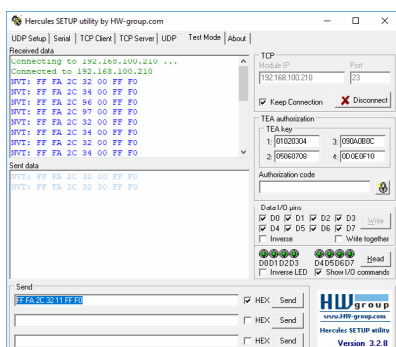 Hercules SETUP utility by HW-group.com
UDP Setup Serial TCP Client TCP Server UDP Test Mode About
Received data
Connecting to 192.168.100.210 ...
Connected to 192.168.100.210
NVT: FF FA 2C 32 00 FF F0
NVT: FF FA 2C 34 00 FF F0
NVT: FF FA 2C 96 00 FF F0
NVT: FF FA 2C 97 00 FF F0
NVT: FF FA 2C 32 00 FF F0
NVT: FF FA 2C 34 00 FF F0
NVT: FF FA 2C 32 00 FF F0
NVT: FF FA 2C 34 00 FF F0
Sent data
NVT: FF FA 2C 32 00 FF F0
NVT: FF FA 2C 32 30 FF F0
TCP
Module IP Port
192.168.100.210 23
Keep Connection Disconnect
TEA authorization
TEA key
1: 01020304 3: 090A0B0C
2: 05060708 4: 0D0E0F10
Authorization code
Data I/O pins
D0 D1 D2 D3 Write
D4 D5 D6 D7
Inverse Write together
D0D1D2D3 D4D5D6D7 Read
Inverse LED Show I/O commands
Send
FF FA 2C 32 11 FF F0 HEX Send
HEX Send
HEX Send
HW group
www.HW-group.com
Hercules SETUP utility
Version 3.2.8